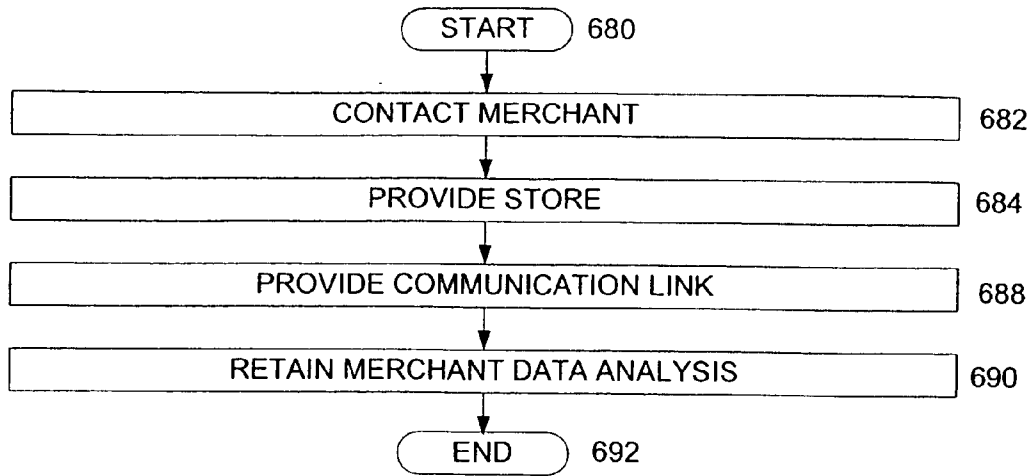 START 680
CONTACT MERCHANT 682
PROVIDE STORE 684
PROVIDE COMMUNICATION LINK 688
RETAIN MERCHANT DATA ANALYSIS 690
END 692